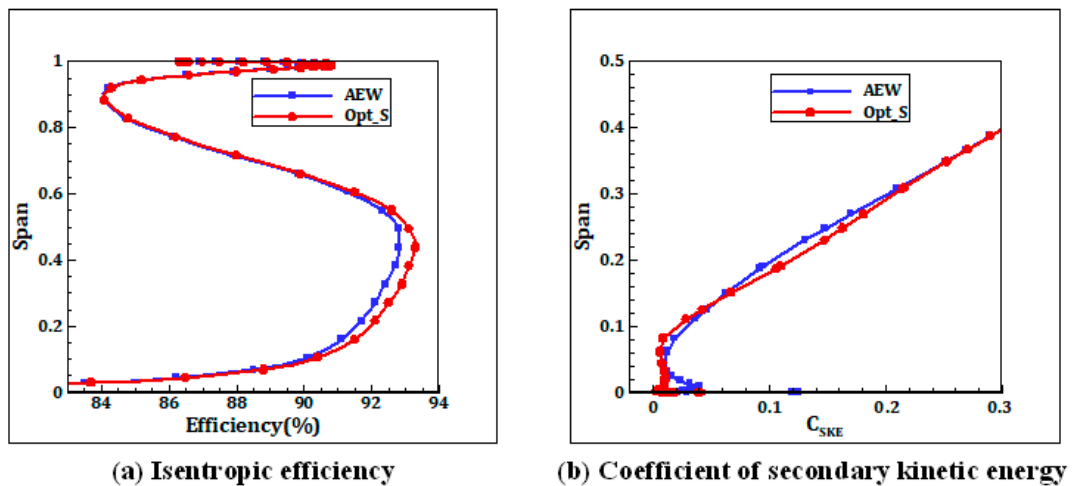 1
0.8
0.6
0.4
0.2
0
Span
84
86
88
90
92
94
Efficiency(%)
AEW
Opt_S
(a) Isentropic efficiency
0.5
0.4
0.3
0.2
0.1
0
Span
0
0.1
0.2
0.3
C_SKE
AEW
Opt_S
(b) Coefficient of secondary kinetic energy